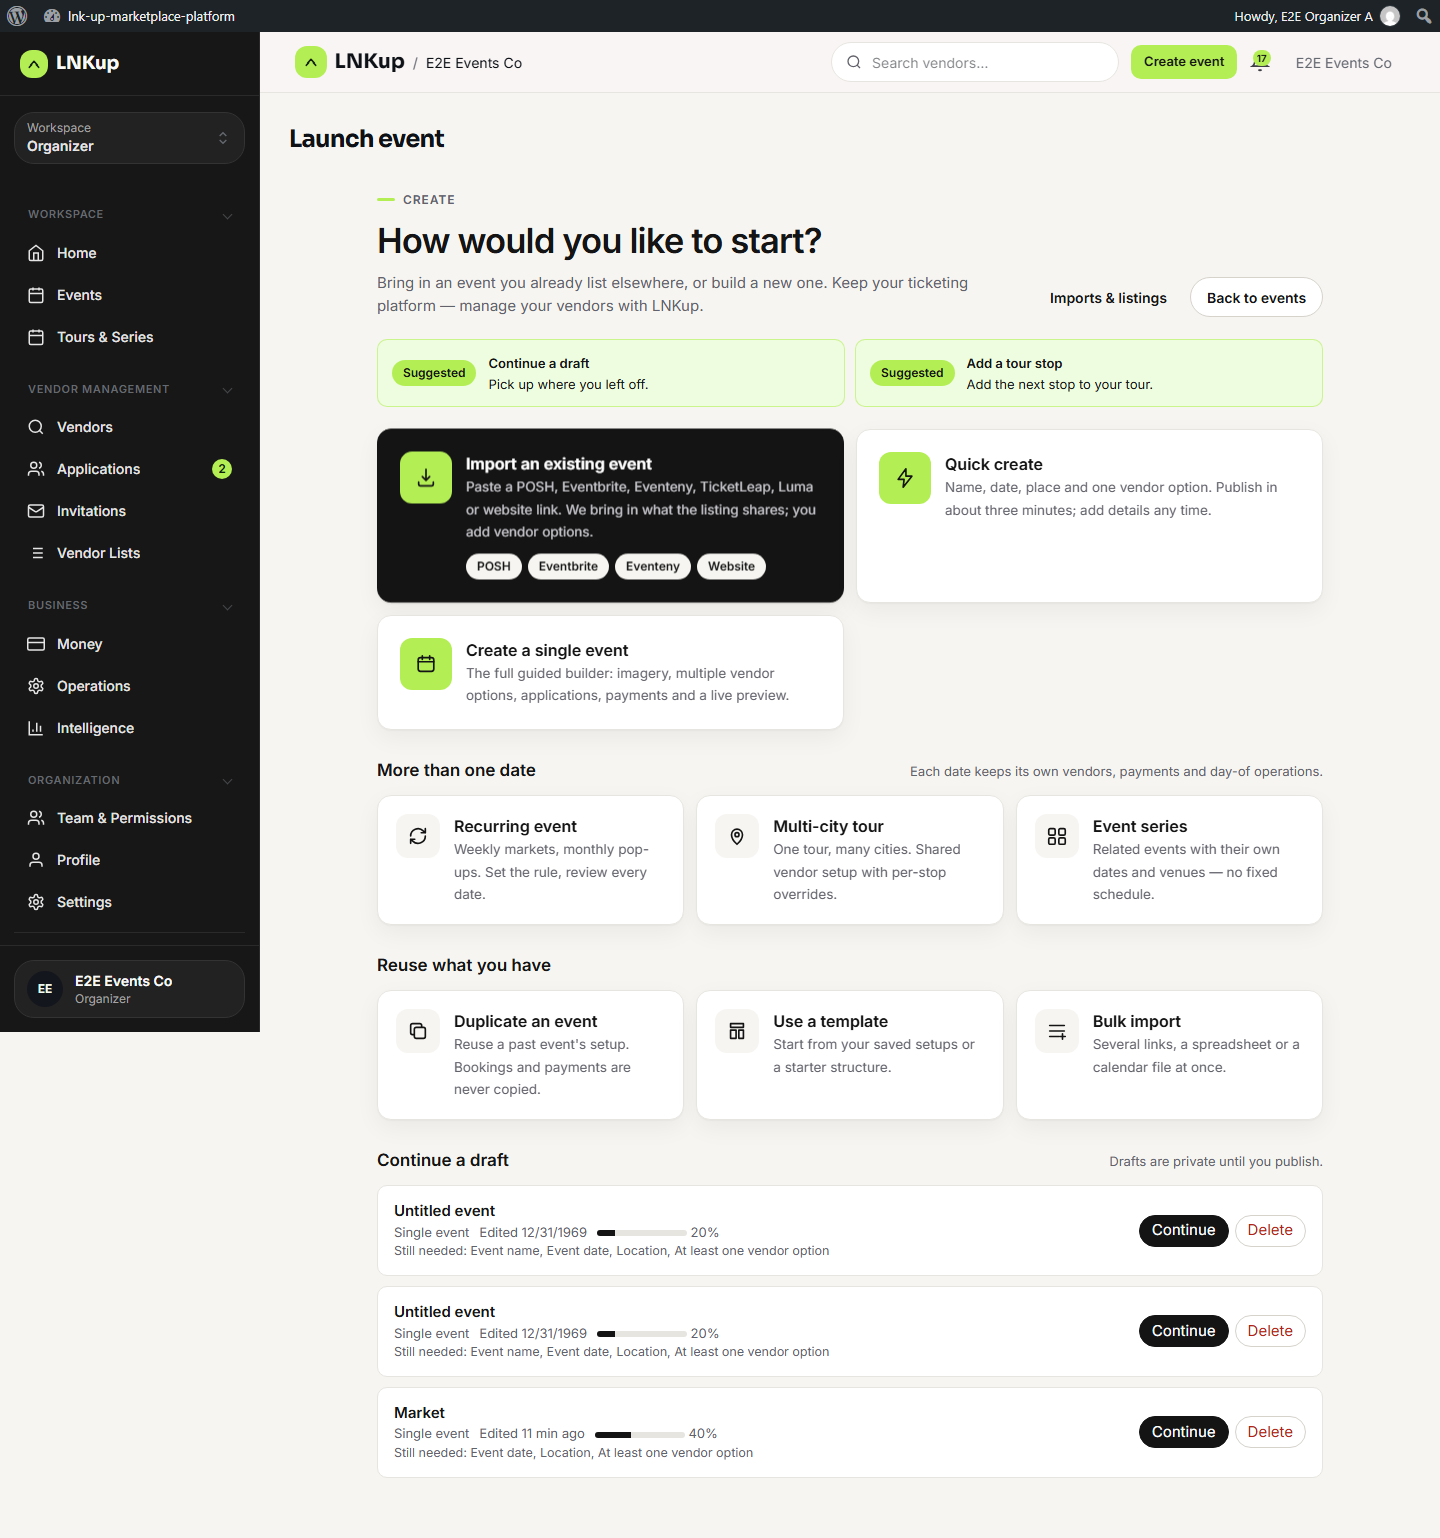 lnk-up-marketplace-platform
Howdy, E2E Organizer A
LNKup
Workspace
Organizer
WORKSPACE
Home
Events
Tours & Series
VENDOR MANAGEMENT
Vendors
Applications 2
Invitations
Vendor Lists
BUSINESS
Money
Operations
Intelligence
ORGANIZATION
Team & Permissions
Profile
Settings
EE
E2E Events Co
Organizer
LNKup / E2E Events Co
Search vendors...
Create event
17
E2E Events Co
Launch event
CREATE
How would you like to start?
Bring in an event you already list elsewhere, or build a new one. Keep your ticketing
platform — manage your vendors with LNKup.
Imports & listings
Back to events
Suggested
Continue a draft
Pick up where you left off.
Suggested
Add a tour stop
Add the next stop to your tour.
Import an existing event
Paste a POSH, Eventbrite, Eventeny, TicketLeap, Luma
or website link. We bring in what the listing shares; you
add vendor options.
POSH
Eventbrite
Eventeny
Website
Quick create
Name, date, place and one vendor option. Publish in
about three minutes; add details any time.
Create a single event
The full guided builder: imagery, multiple vendor
options, applications, payments and a live preview.
More than one date
Each date keeps its own vendors, payments and day-of operations.
Recurring event
Weekly markets, monthly pop-
ups. Set the rule, review every
date.
Multi-city tour
One tour, many cities. Shared
vendor setup with per-stop
overrides.
Event series
Related events with their own
dates and venues — no fixed
schedule.
Reuse what you have
Duplicate an event
Reuse a past event's setup.
Bookings and payments are
never copied.
Use a template
Start from your saved setups or
a starter structure.
Bulk import
Several links, a spreadsheet or a
calendar file at once.
Continue a draft
Drafts are private until you publish.
Untitled event
Single event Edited 12/31/1969 20%
Still needed: Event name, Event date, Location, At least one vendor option
Continue
Delete
Untitled event
Single event Edited 12/31/1969 20%
Still needed: Event name, Event date, Location, At least one vendor option
Continue
Delete
Market
Single event Edited 11 min ago 40%
Still needed: Event date, Location, At least one vendor option
Continue
Delete